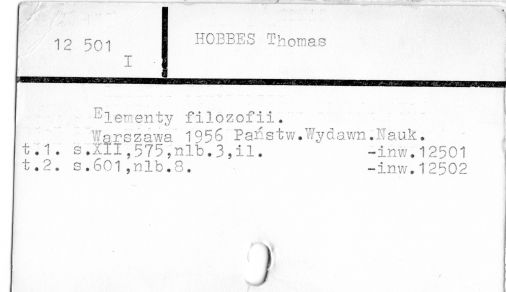 12 501
I
HOBBES Thomas
Elementy filozofii.
Warszawa 1956 Państw.Wydawn.Nauk.
t.1. s.XII,575,nlb.3,il. -inw.12501
t.2. s.601,nlb.8. -inw.12502